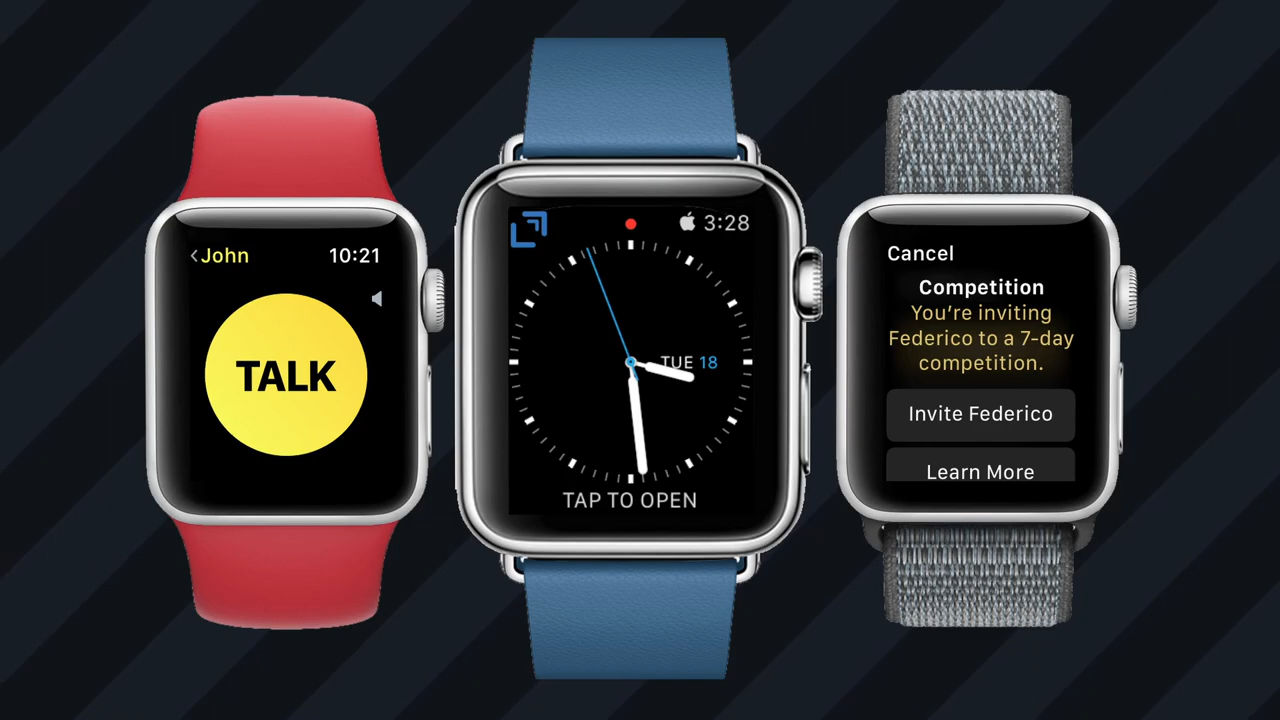 <John
10:21
TALK
3:28
TUE 18
TAP TO OPEN
Cancel
Competition
You're inviting
Federico to a 7-day
competition.
Invite Federico
Learn More